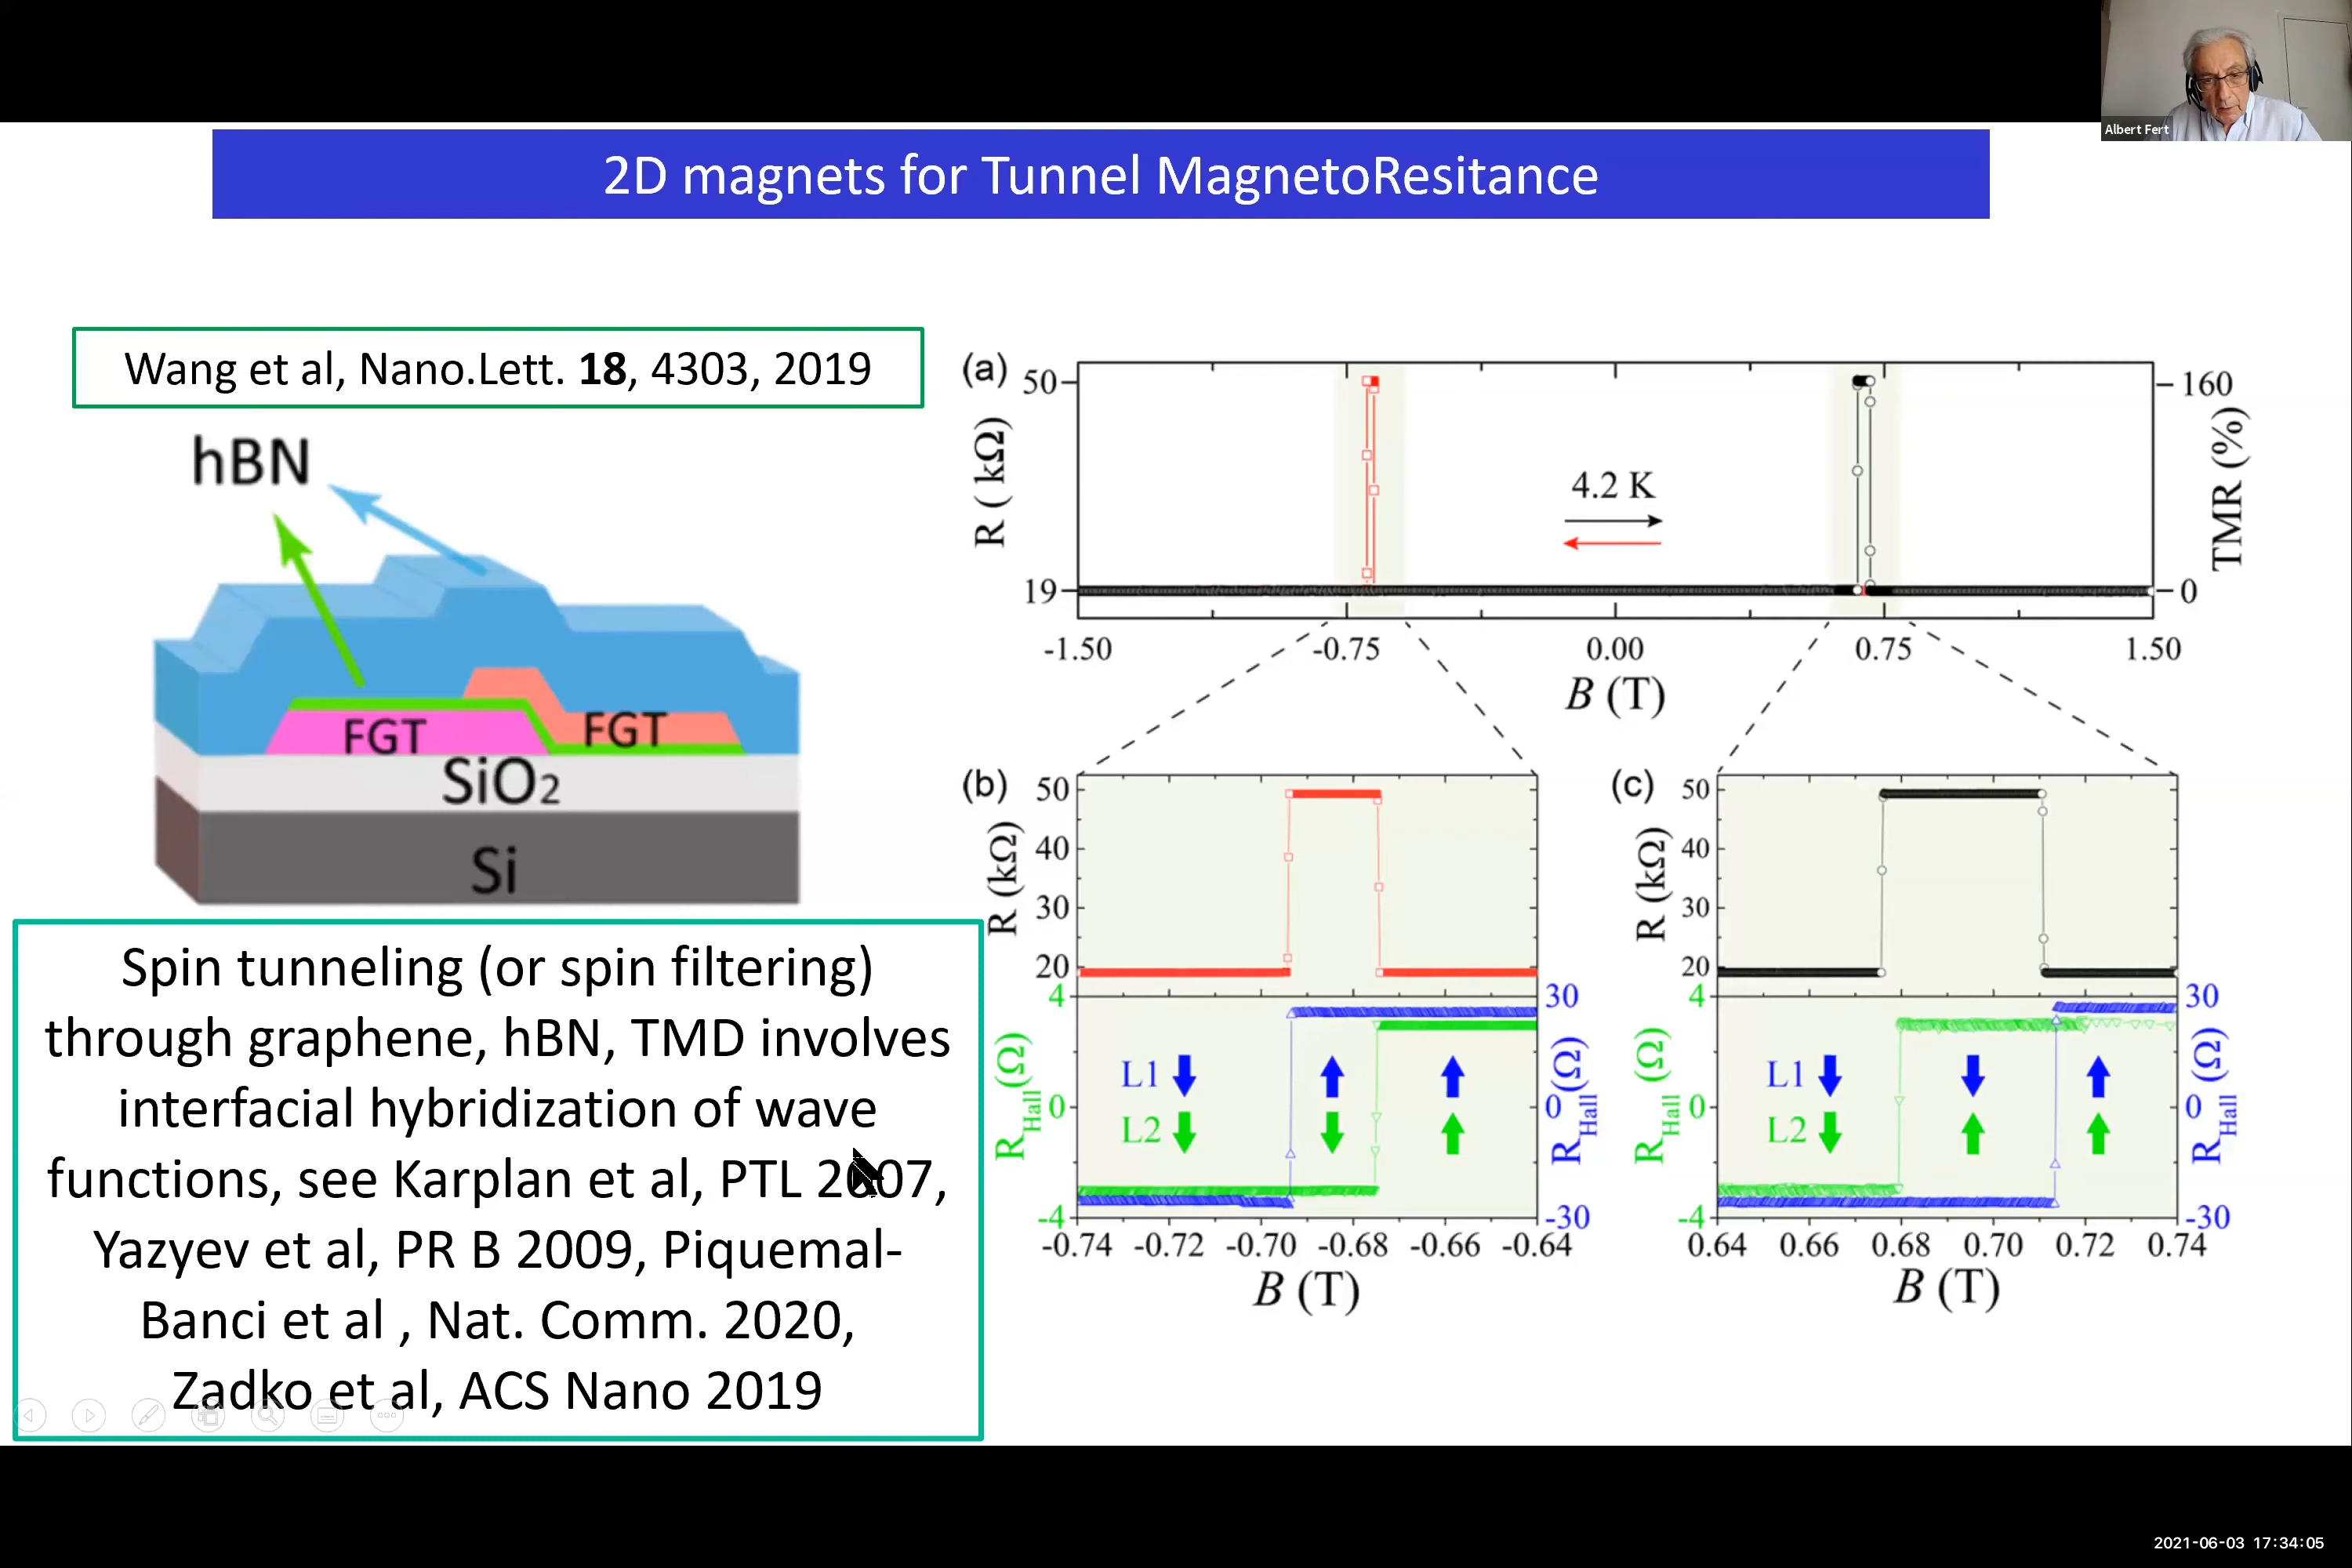 Albert Fert
2D magnets for Tunnel MagnetoResitance
Wang et al, Nano.Lett. 18, 4303, 2019
hBN
FGT
FGT
SiO2
Si
Spin tunneling (or spin filtering)
through graphene, hBN, TMD involves
interfacial hybridization of wave
functions, see Karplan et al, PTL 2007,
Yazyev et al, PR B 2009, Piquemal-
Banci et al , Nat. Comm. 2020,
Zadko et al, ACS Nano 2019
(a)
50
19
R ( kΩ)
160
0
TMR (%)
4.2 K
-1.50 -0.75 0.00 0.75 1.50
B (T)
(b)
50
40
30
20
R (kΩ)
4
0
-4
RHall(Ω)
30
0
-30
RHall(Ω)
L1
L2
-0.74 -0.72 -0.70 -0.68 -0.66 -0.64
B (T)
(c)
50
40
30
20
R (kΩ)
4
0
-4
RHall (Ω)
30
0
-30
RHall (Ω)
L1
L2
0.64 0.66 0.68 0.70 0.72 0.74
B (T)
2021-06-03 17:34:05